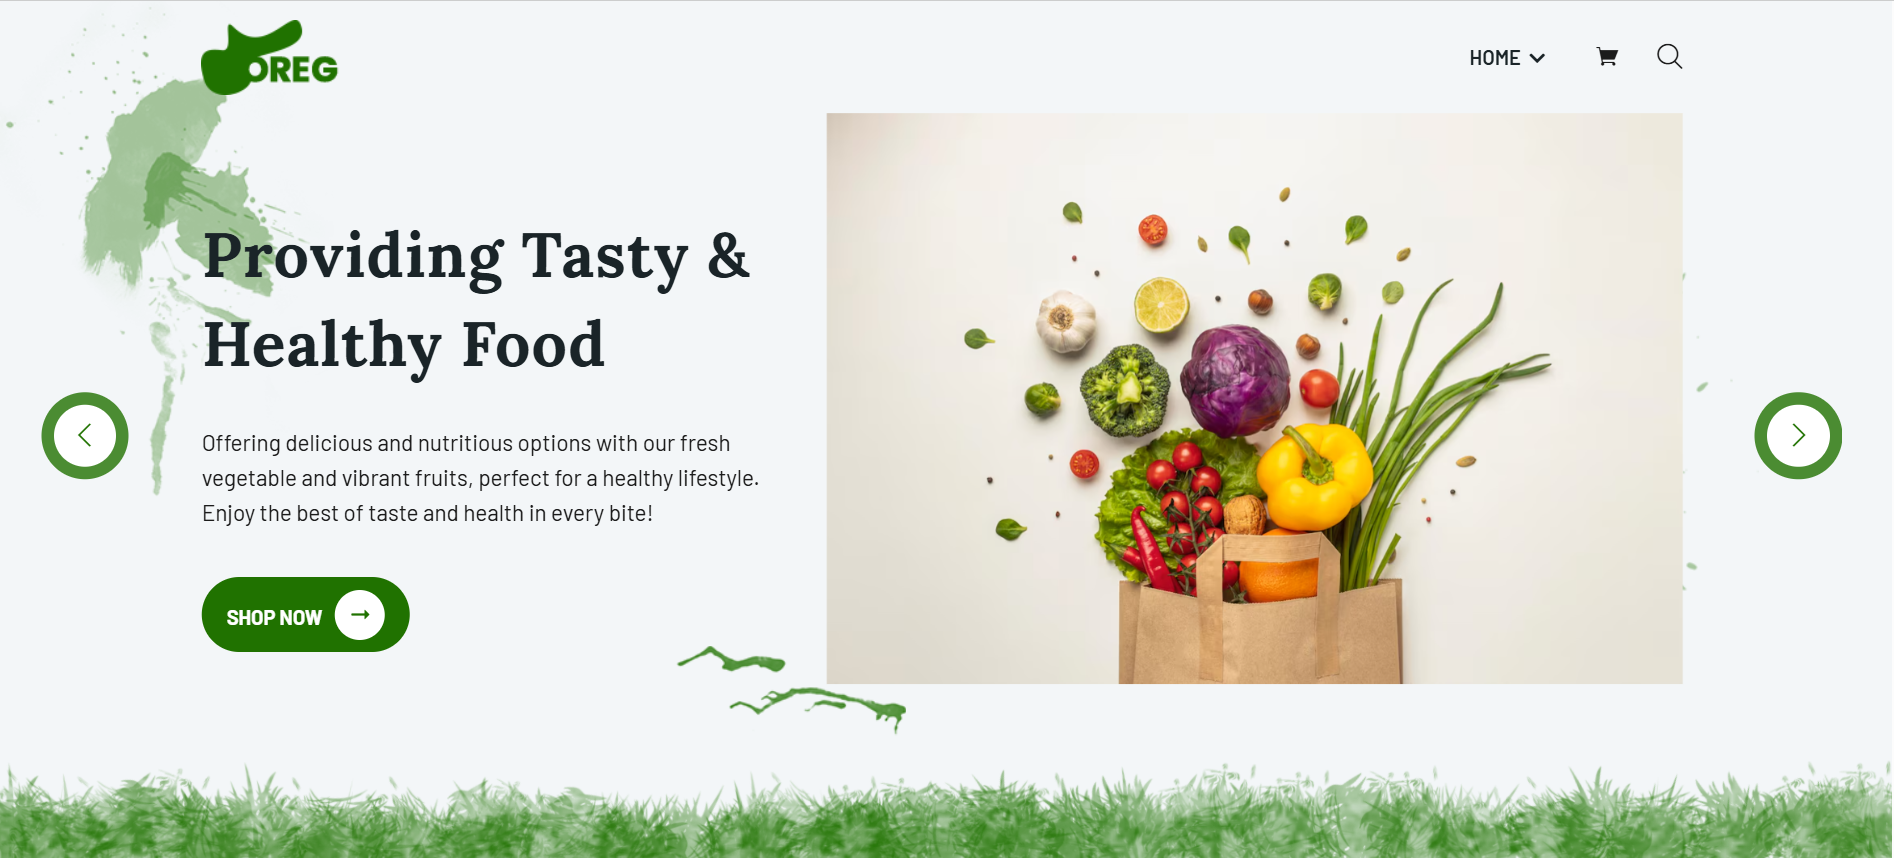 OREG
HOME
Providing Tasty &
Healthy Food
Offering delicious and nutritious options with our fresh
vegetable and vibrant fruits, perfect for a healthy lifestyle.
Enjoy the best of taste and health in every bite!
SHOP NOW